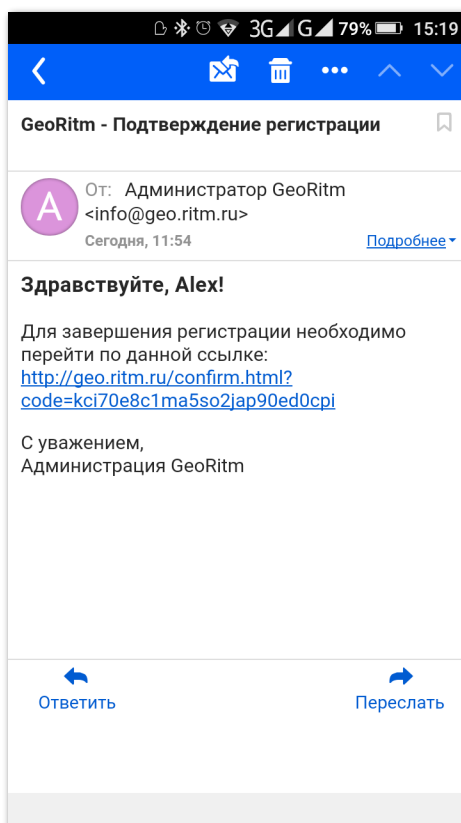 3G G 79% 15:19
GeoRitm - Подтверждение регистрации
A
От: Администратор GeoRitm
<info@geo.ritm.ru>
Сегодня, 11:54 Подробнее
Здравствуйте, Alex!
Для завершения регистрации необходимо
перейти по данной ссылке:
http://geo.ritm.ru/confirm.html?
code=kci70e8c1ma5so2jap90ed0cpi
С уважением,
Администрация GeoRitm
Ответить Переслать